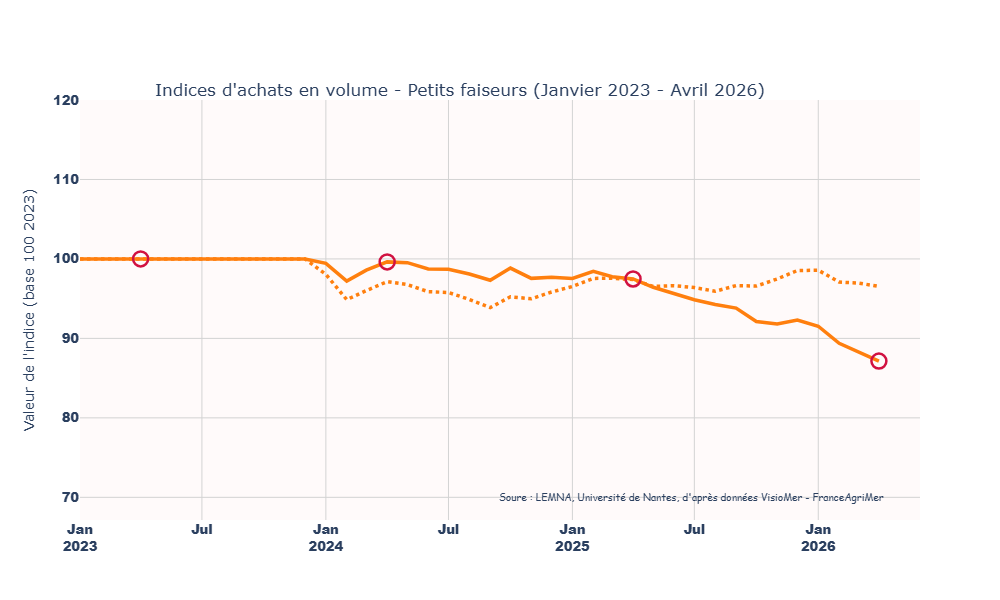 Indices d'achats en volume - Petits faiseurs (Janvier 2023 - Avril 2026)
Valeur de l'indice (base 100 2023)
120
110
100
90
80
70
Soure : LEMNA, Université de Nantes, d'après données VisioMer - FranceAgriMer
Jan
2023
Jul
Jan
2024
Jul
Jan
2025
Jul
Jan
2026